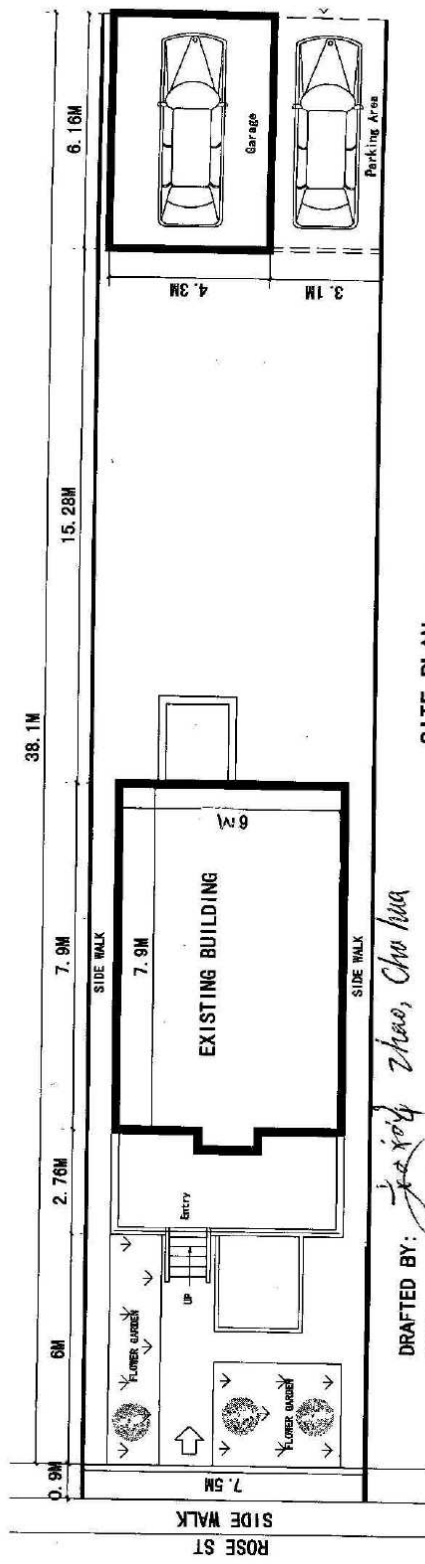 38.1M
0.9M
6M
2.76M
7.9M
15.28M
6.16M
ROSE ST
SIDE WALK
7.5M
FLOWER GARDEN
FLOWER GARDEN
UP
Entry
SIDE WALK
7.9M
EXISTING BUILDING
6M
SIDE WALK
4.3M
3.1M
Garage
Parking Area
SITE PLAN
DRAFTED BY: zhao, Cho hua